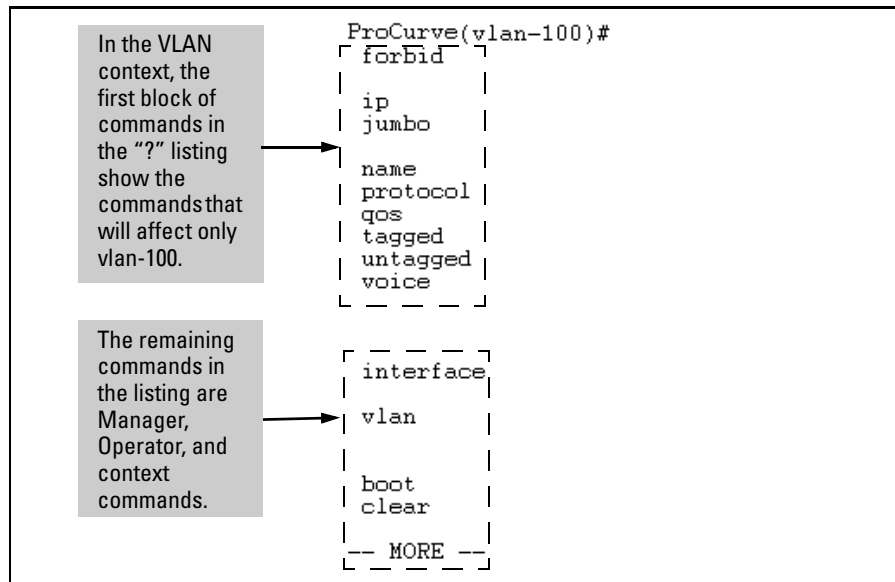 In the VLAN
context, the
first block of
commands in
the “?” listing
show the
commands that
will affect only
vlan-100.
ProCurve(vlan-100)#
forbid
ip
jumbo
name
protocol
qos
tagged
untagged
voice
The remaining
commands in
the listing are
Manager,
Operator, and
context
commands.
interface
vlan
boot
clear
-- MORE --